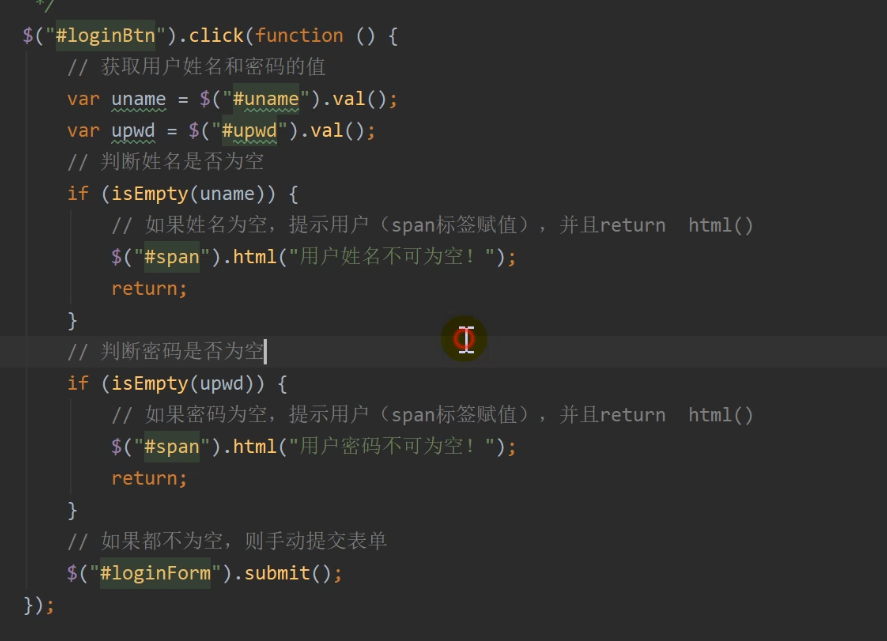 */
$("#loginBtn").click(function () {
// 获取用户姓名和密码的值
var uname = $("#uname").val();
var upwd = $("#upwd").val();
// 判断姓名是否为空
if (isEmpty(uname)) {
// 如果姓名为空，提示用户（span标签赋值），并且return  html()
$("#span").html("用户姓名不可为空！");
return;
}
// 判断密码是否为空
if (isEmpty(upwd)) {
// 如果密码为空，提示用户（span标签赋值），并且return  html()
$("#span").html("用户密码不可为空！");
return;
}
// 如果都不为空，则手动提交表单
$("#loginForm").submit();
});